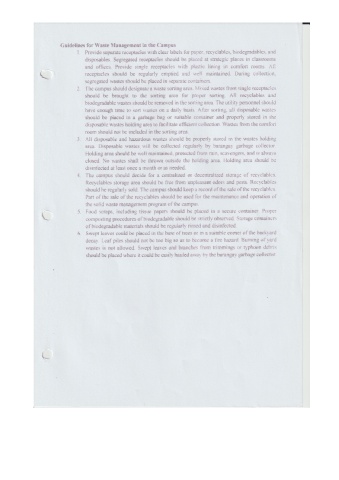 Guidelines for Waste Management in the Campus
1. Provide separate receptacles with clear labels for paper, recyclables, biodegradables and
disposables. Segregated receptacles should be placed at strategic places in classrooms
and offices. Provide single receptacles with plastic lining in comfort rooms. All
receptacles should be regularly emptied and well maintained. During collection,
segregated wastes should be placed in separate containers.
2. The campus should designate a waste sorting area. Mixed wastes from single receptacles
should be brought to the sorting area for proper sorting. All recyclables and
biodegradable wastes should be removed in the sorting area. The utility personnel should
have enough time to sort wastes on a daily basis. After sorting, all disposable wastes
should be placed in a garbage bag or suitable container and properly stored in the
disposable wastes holding area to facilitate efficient collection. Wastes from the comfort
room should not be included in the sorting area.
3. All disposable and hazardous wastes should be properly stored in the wastes holding
area. Disposable wastes will be collected regularly by barangay garbage collector.
Holding area should be well maintained, protected from rain, scavengers, and is always
closed. No wastes shall be thrown outside the holding area. Holding area should be
disinfected at least once a month or as needed.
4. The campus should decide for a centralized or decentralized storage of recyclables.
Recyclables storage area should be free from unpleasant odors and pests. Recyclables
should be regularly sold. The campus should keep a record of the sale of the recyclables.
Part of the sale of the recyclables should be used for the maintenance and operation of
the solid waste management program of the campus.
5. Food scraps, including tissue papers should be placed in a secure container. Proper
composting procedures of biodegradable should be strictly observed. Storage containers
of biodegradable materials should be regularly rinsed and disinfected.
6. Swept leaves could be placed in the base of trees or in a suitable corner of the backyard
dump. Leaf piles should not be too big so as to become a fire hazard. Burning of yard
wastes is not allowed. Swept leaves and branches from trimmings or typhoon debris
should be placed where it could be easily hauled away by the barangay garbage collector.